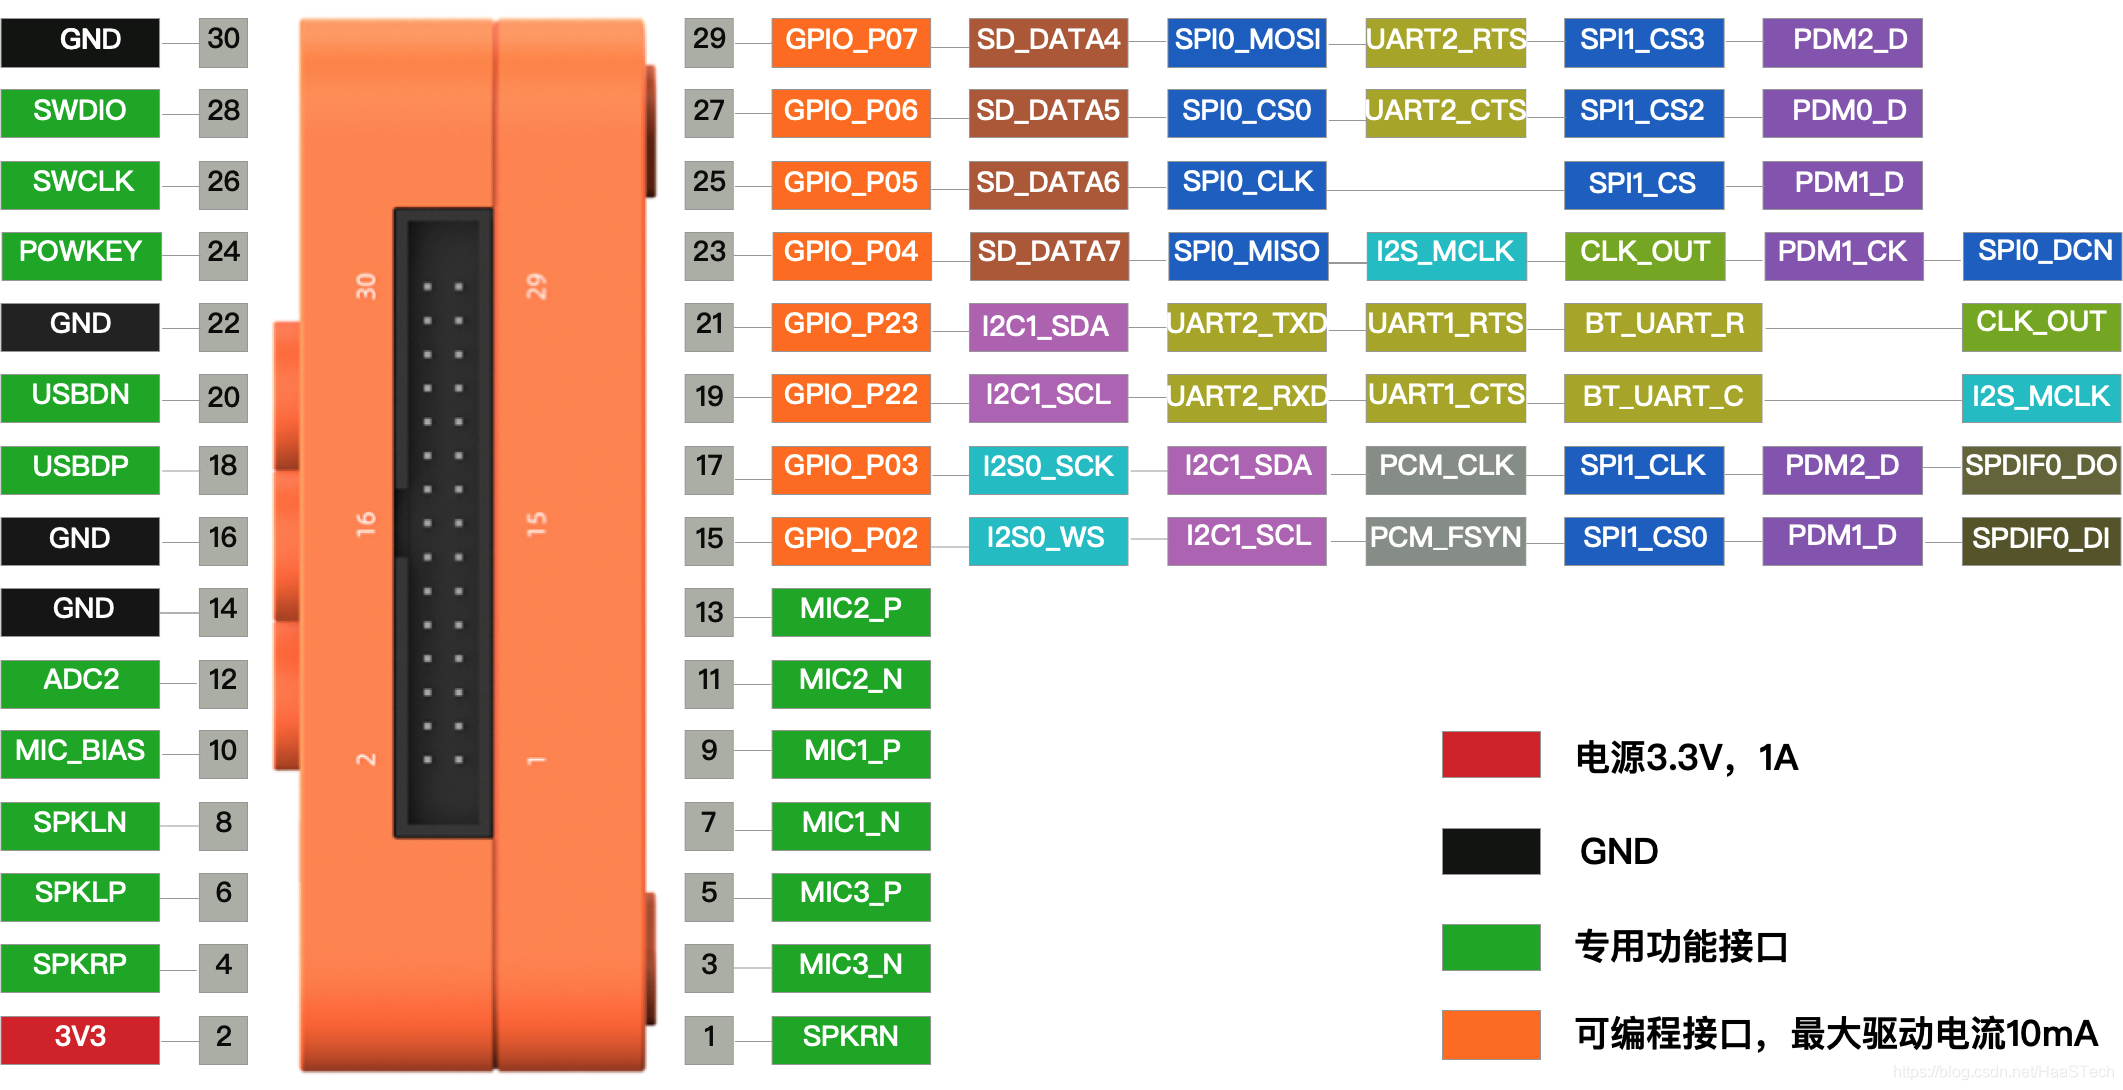 GND 30 29 GPIO_P07 SD_DATA4 SPI0_MOSI UART2_RTS SPI1_CS3 PDM2_D
SWDIO 28 27 GPIO_P06 SD_DATA5 SPI0_CS0 UART2_CTS SPI1_CS2 PDM0_D
SWCLK 26 25 GPIO_P05 SD_DATA6 SPI0_CLK SPI1_CS PDM1_D
POWKEY 24 23 GPIO_P04 SD_DATA7 SPI0_MISO I2S_MCLK CLK_OUT PDM1_CK SPI0_DCN
30 29
GND 22 21 GPIO_P23 I2C1_SDA UART2_TXD UART1_RTS BT_UART_R CLK_OUT
USBDN 20 19 GPIO_P22 I2C1_SCL UART2_RXD UART1_CTS BT_UART_C I2S_MCLK
USBDP 18 17 GPIO_P03 I2S0_SCK I2C1_SDA PCM_CLK SPI1_CLK PDM2_D SPDIF0_DO
16 15
GND 16 15 GPIO_P02 I2S0_WS I2C1_SCL PCM_FSYN SPI1_CS0 PDM1_D SPDIF0_DI
GND 14 13 MIC2_P
ADC2 12 11 MIC2_N
MIC_BIAS 10 9 MIC1_P
2 1
SPKLN 8 7 MIC1_N
SPKLP 6 5 MIC3_P
SPKRP 4 3 MIC3_N
3V3 2 1 SPKRN
电源3.3V，1A
GND
专用功能接口
可编程接口，最大驱动电流10mA
https://blog.csdn.net/HaaSTech